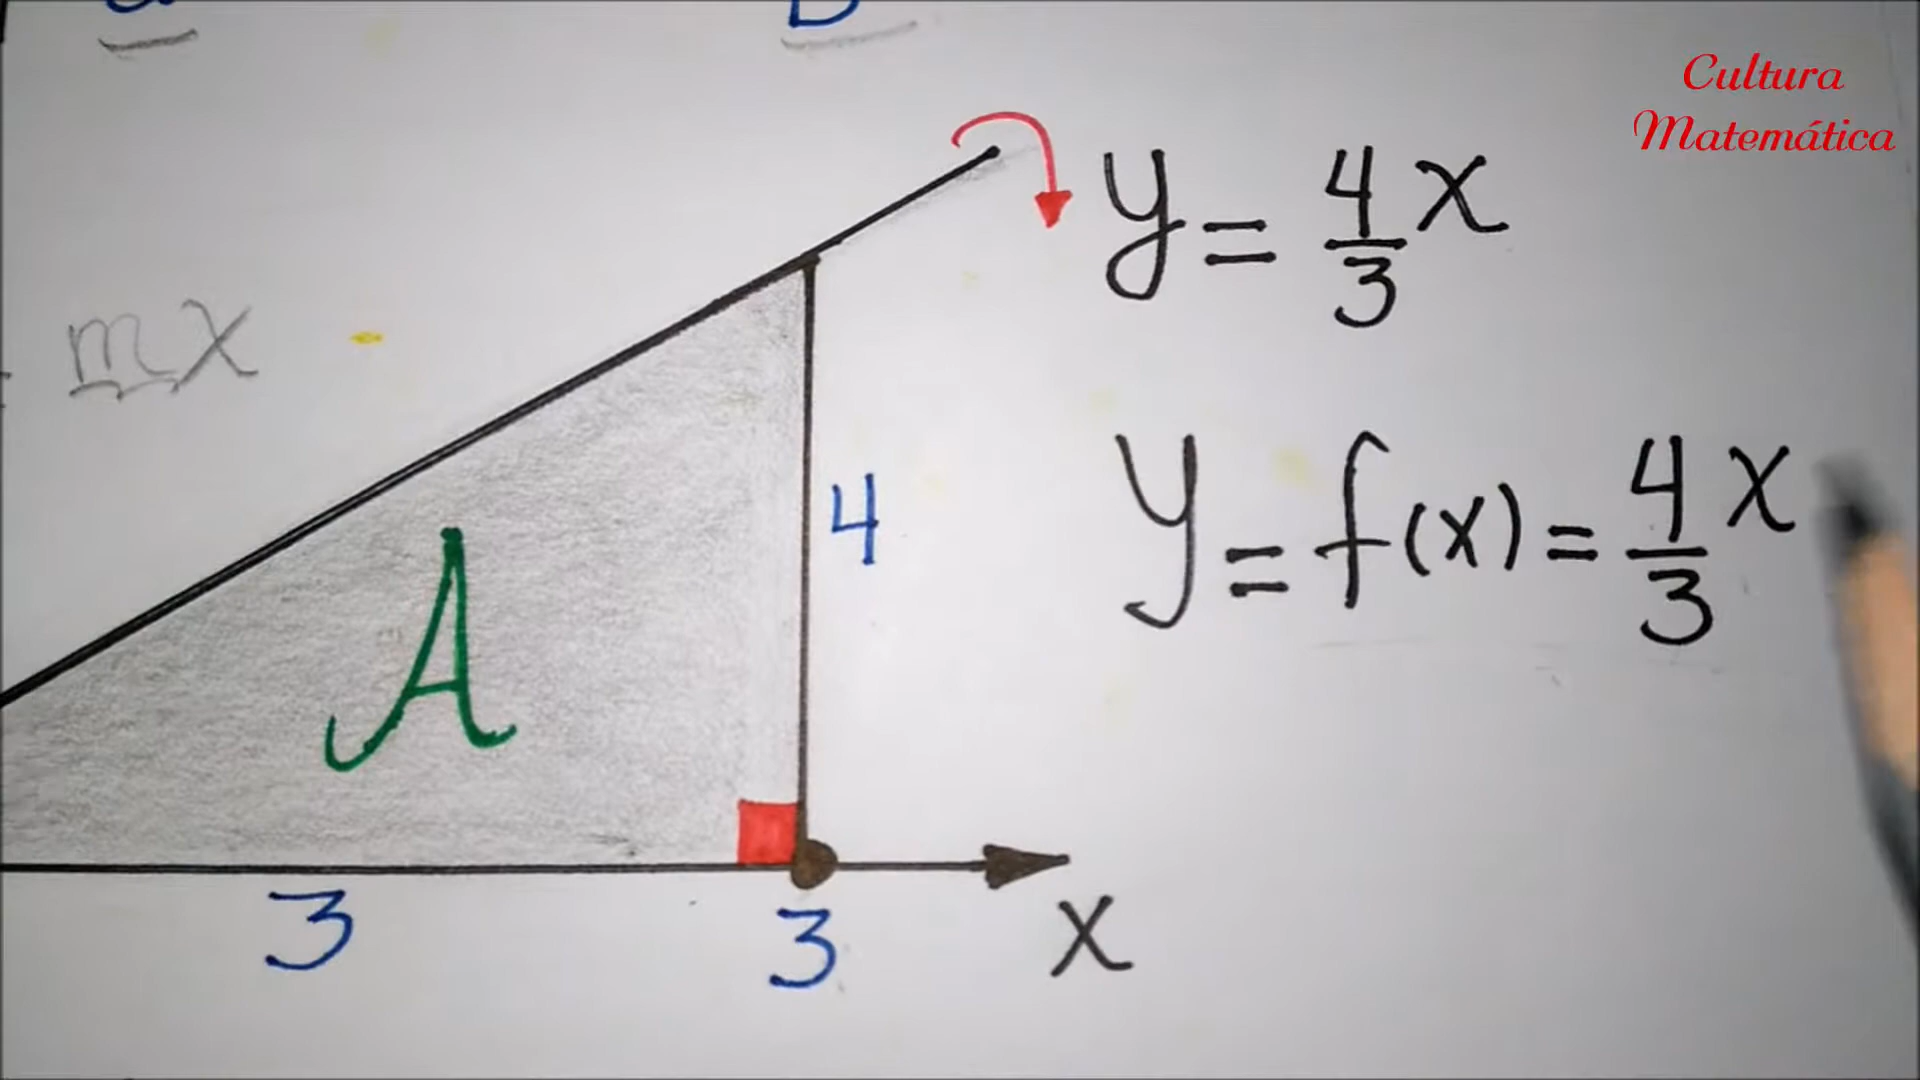 Cultura
Matemática
y = 4/3 x
mx
y = f(x) = 4/3 x
4
A
3
3
x